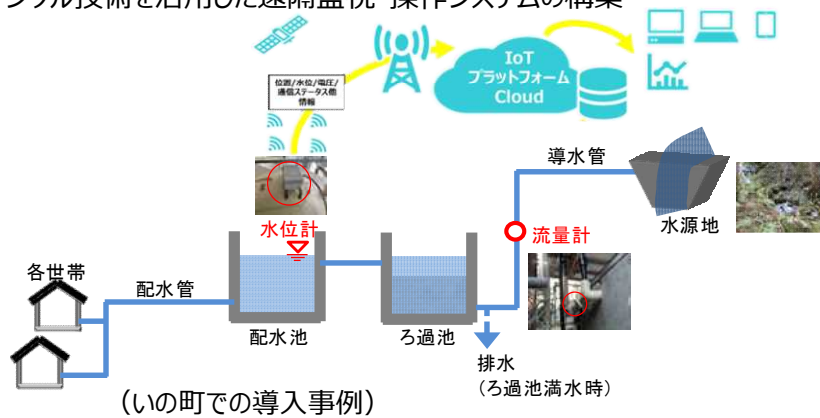 ジタル技術を活用した遠隔監視・操作システムの構築
位置/水位/電圧/
通信ステータス他
情報
IoT
プラットフォーム
Cloud
導水管
水源地
水位計
流量計
各世帯
配水管
配水池
ろ過池
排水
(ろ過池満水時)
(いの町での導入事例)